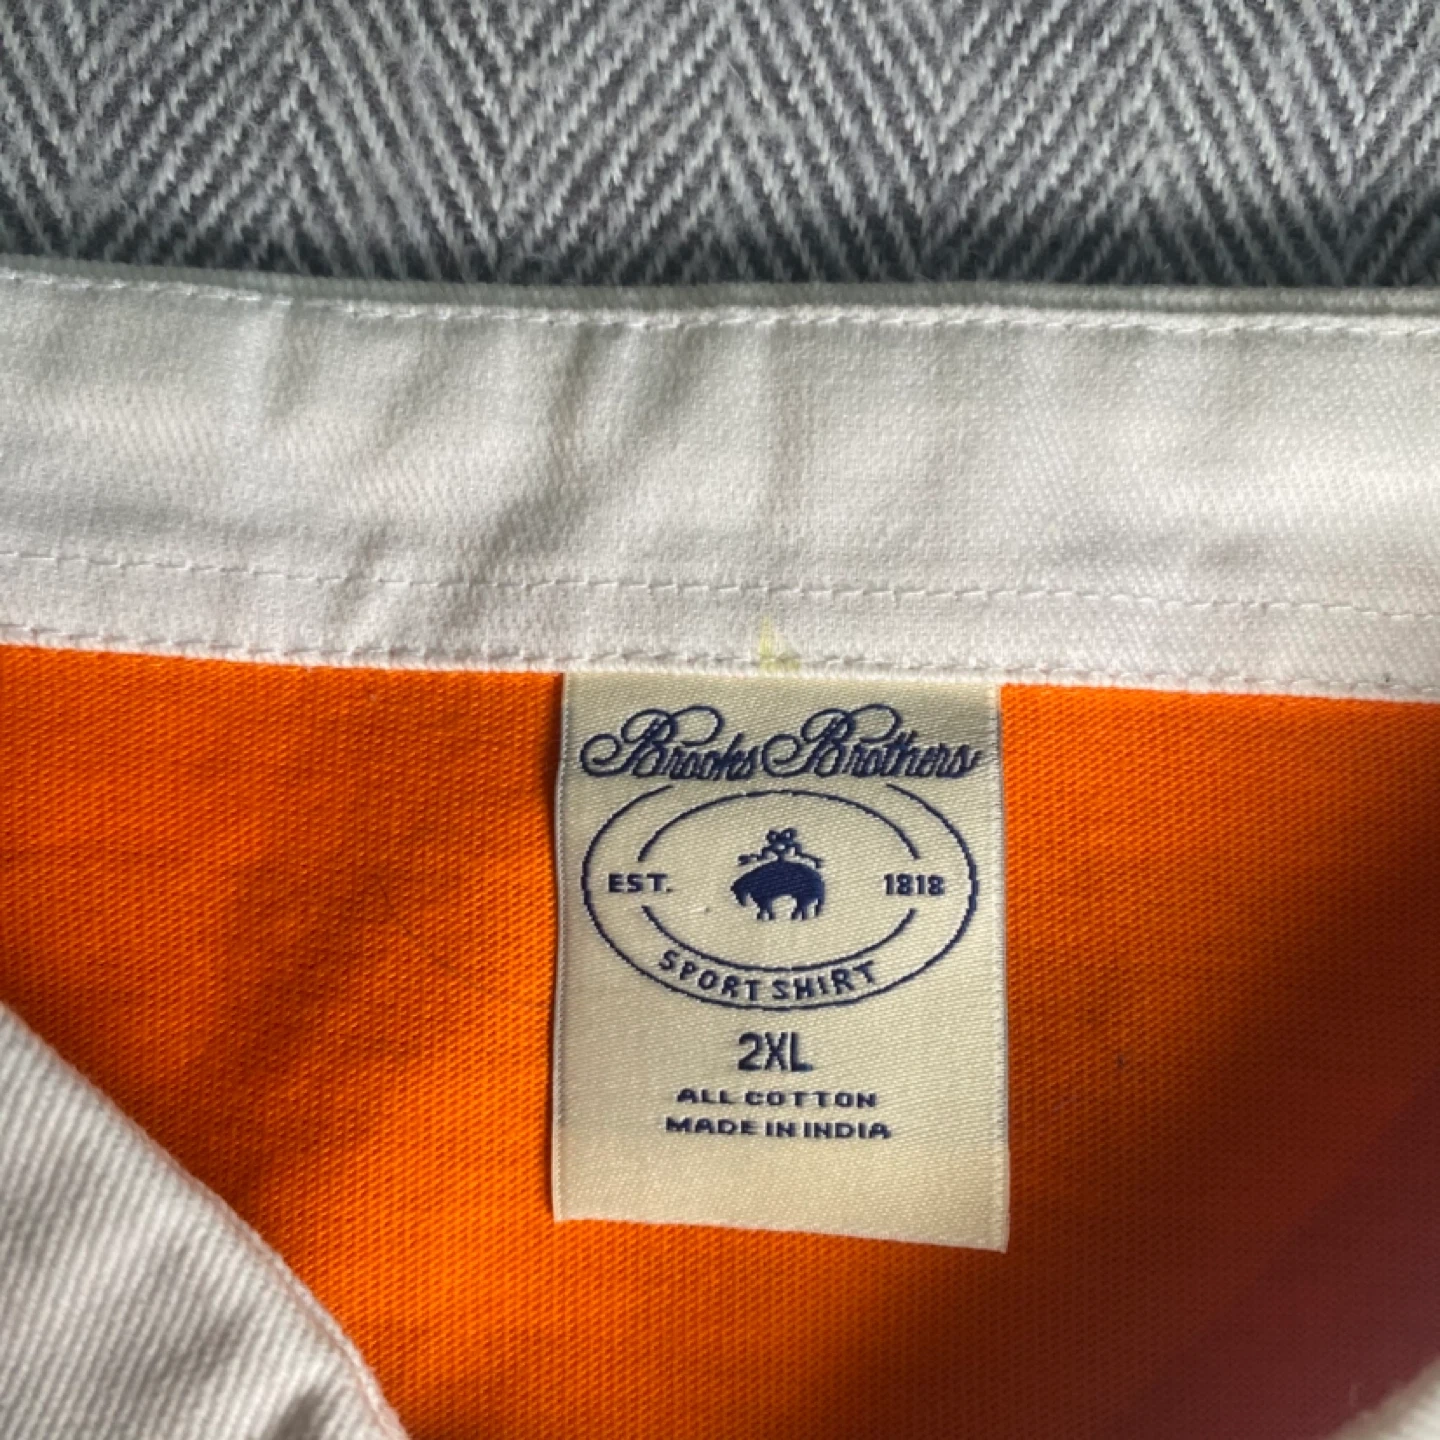 Brooks Brothers
EST. 1818
SPORT SHIRT
2XL
ALL COTTON
MADE IN INDIA